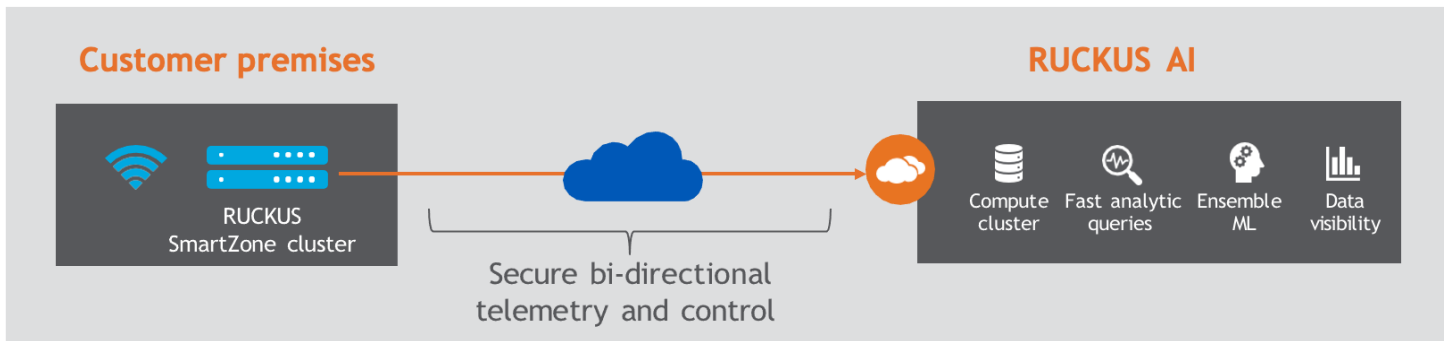 Customer premises
RUCKUS AI
RUCKUS
SmartZone cluster
Secure bi-directional
telemetry and control
Compute
cluster
Fast analytic
queries
Ensemble
ML
Data
visibility